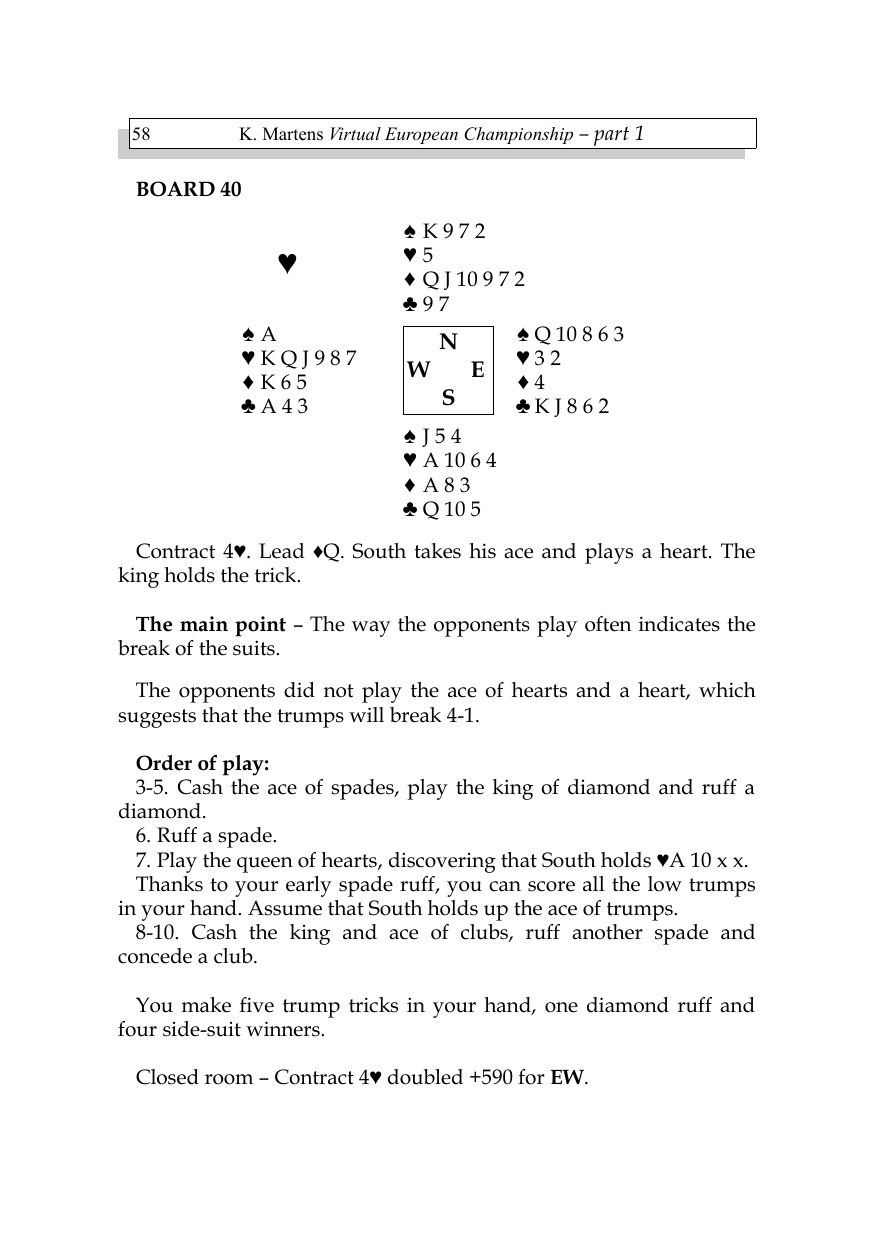 58 K. Martens Virtual European Championship – part 1
BOARD 40
♠ K 9 7 2
♥
♥ 5
♦ Q J 10 9 7 2
♣ 9 7
♠ A
♥ K Q J 9 8 7
♦ K 6 5
♣ A 4 3
N
W E
S
♠ Q 10 8 6 3
♥ 3 2
♦ 4
♣ K J 8 6 2
♠ J 5 4
♥ A 10 6 4
♦ A 8 3
♣ Q 10 5
Contract 4♥. Lead ♦Q. South takes his ace and plays a heart. The
king holds the trick.
The main point – The way the opponents play often indicates the
break of the suits.
The opponents did not play the ace of hearts and a heart, which
suggests that the trumps will break 4-1.
Order of play:
3-5. Cash the ace of spades, play the king of diamond and ruff a
diamond.
6. Ruff a spade.
7. Play the queen of hearts, discovering that South holds ♥A 10 x x.
Thanks to your early spade ruff, you can score all the low trumps
in your hand. Assume that South holds up the ace of trumps.
8-10. Cash the king and ace of clubs, ruff another spade and
concede a club.
You make five trump tricks in your hand, one diamond ruff and
four side-suit winners.
Closed room – Contract 4♥ doubled +590 for EW.